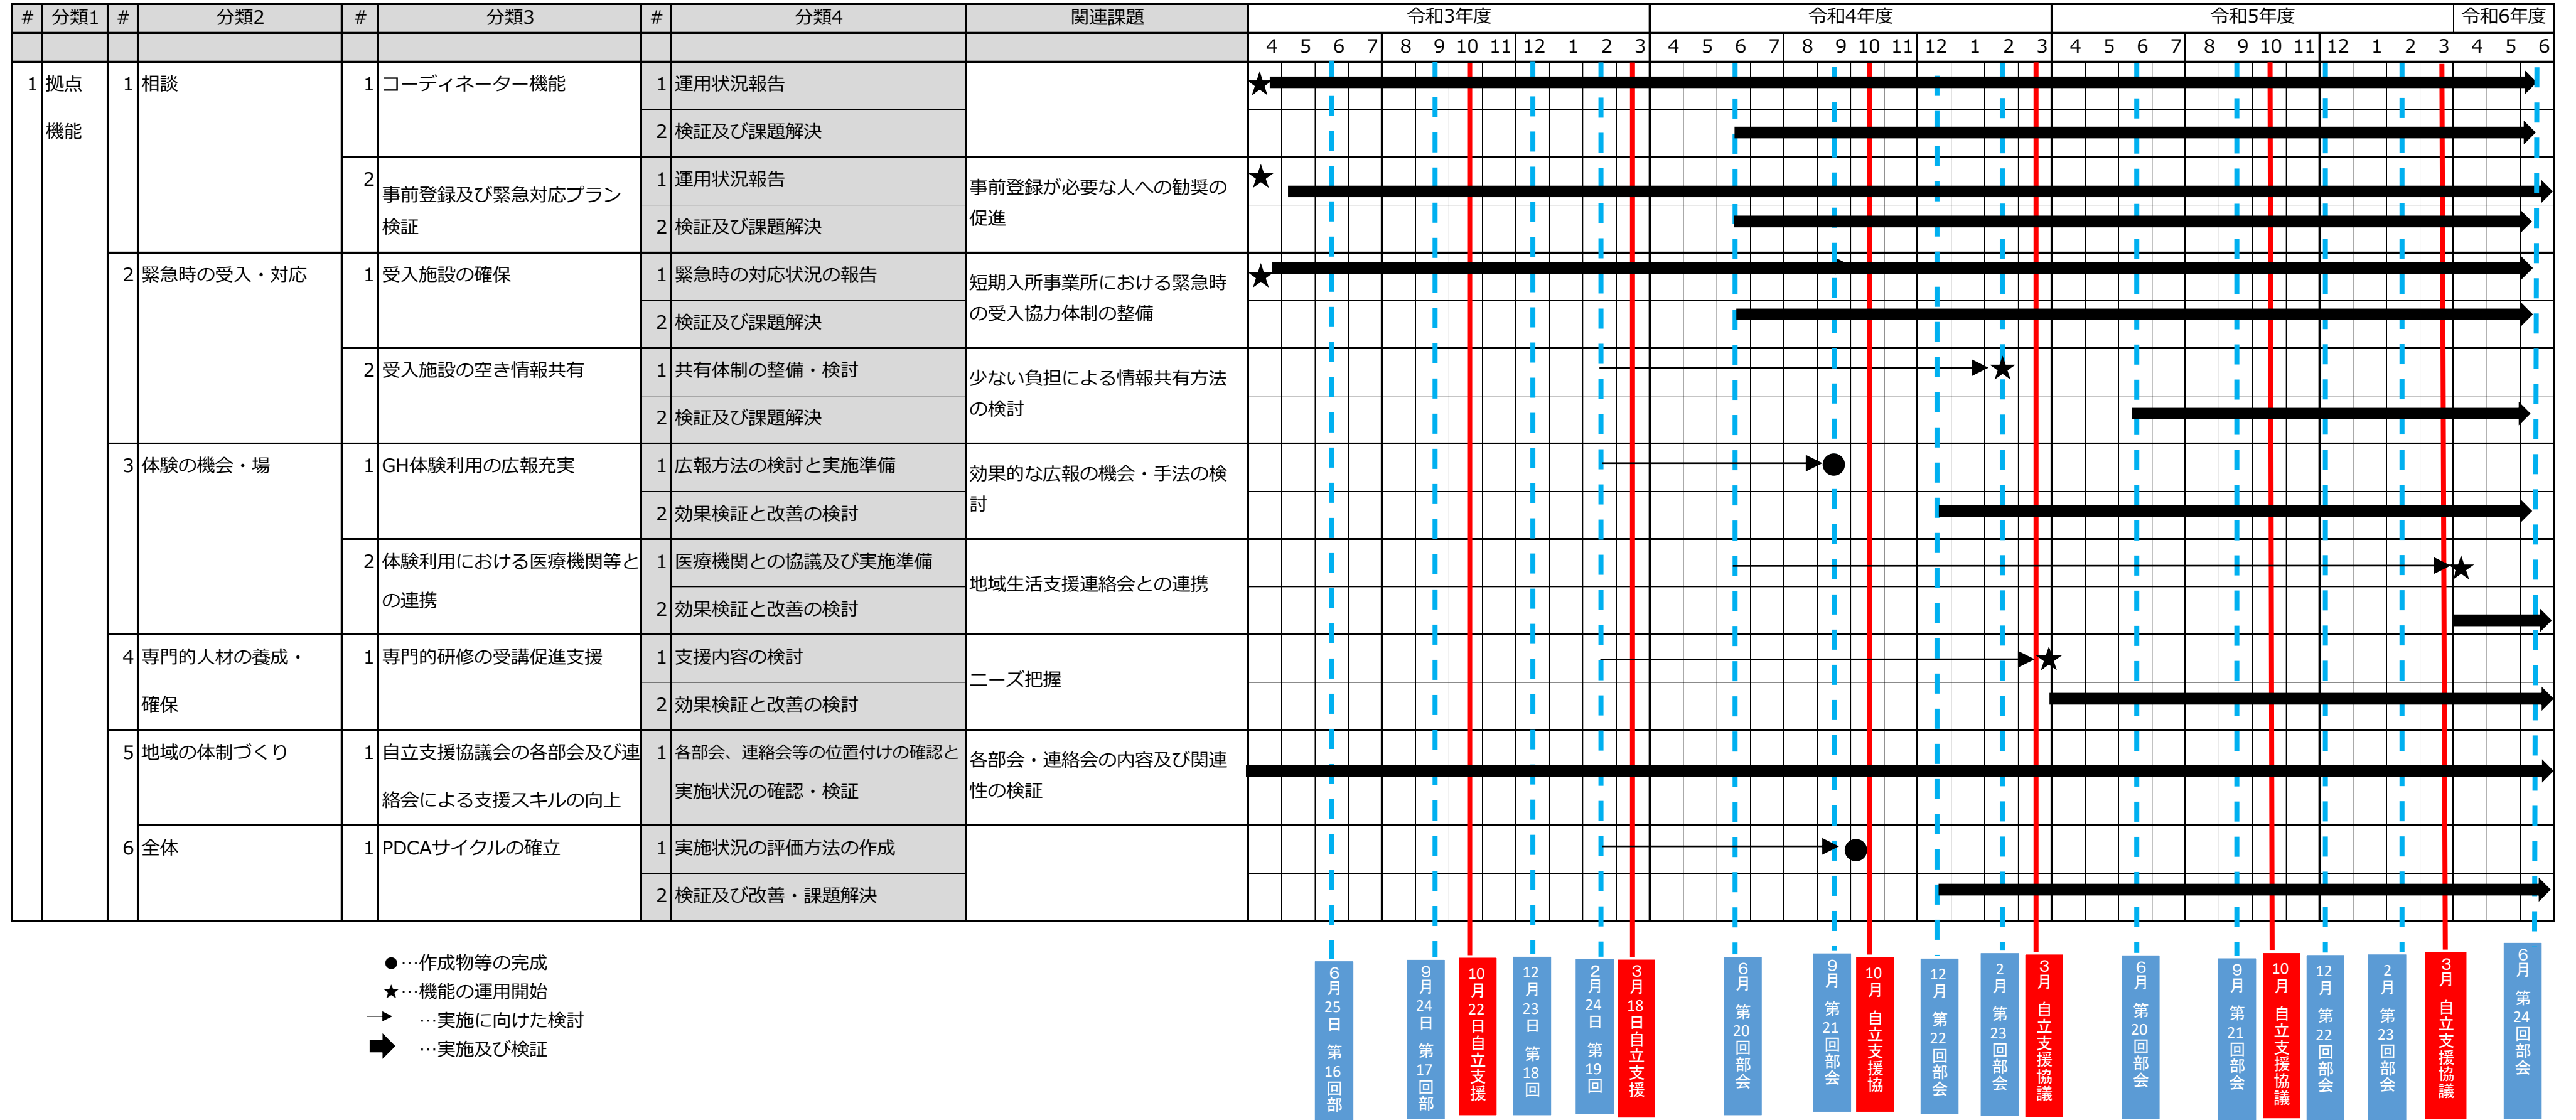 # 分類1 # 分類2 # 分類3 # 分類4 関連課題 令和3年度 令和4年度 令和5年度 令和6年度
4 5 6 7 8 9 10 11 12 1 2 3 4 5 6 7 8 9 10 11 12 1 2 3 4 5 6 7 8 9 10 11 12 1 2 3 4 5 6
1 拠点 1 相談 1 コーディネーター機能 1 運用状況報告 ★
機能 2 検証及び課題解決
2 事前登録及び緊急対応プラン 1 運用状況報告 事前登録が必要な人への勧奨の ★
検証 2 検証及び課題解決 促進
2 緊急時の受入・対応 1 受入施設の確保 1 緊急時の対応状況の報告 短期入所事業所における緊急時 ★
2 検証及び課題解決 の受入協力体制の整備
2 受入施設の空き情報共有 1 共有体制の整備・検討 少ない負担による情報共有方法 ★
2 検証及び課題解決 の検討
3 体験の機会・場 1 GH体験利用の広報充実 1 広報方法の検討と実施準備 効果的な広報の機会・手法の検 ●
2 効果検証と改善の検討 討
2 体験利用における医療機関等と 1 医療機関との協議及び実施準備 地域生活支援連絡会との連携 ★
の連携 2 効果検証と改善の検討
4 専門的人材の養成・ 1 専門的研修の受講促進支援 1 支援内容の検討 ニーズ把握 ★
確保 2 効果検証と改善の検討
5 地域の体制づくり 1 自立支援協議会の各部会及び連 1 各部会、連絡会等の位置付けの確認と 各部会・連絡会の内容及び関連
絡会による支援スキルの向上 実施状況の確認・検証 性の検証
6 全体 1 PDCAサイクルの確立 1 実施状況の評価方法の作成 ●
2 検証及び改善・課題解決
●…作成物等の完成
★…機能の運用開始
…実施に向けた検討
…実施及び検証
6月25日 第16回部
9月24日 第17回部
10月22日自立支援
12月23日 第18回
2月24日 第19回
3月18日自立支援
6月 第20回部会
9月 第21回部会
10月 自立支援協
12月 第22回部会
2月 第23回部会
3月 自立支援協議
6月 第20回部会
9月 第21回部会
10月 自立支援協議
12月 第22回部会
2月 第23回部会
3月 自立支援協議
6月 第24回部会